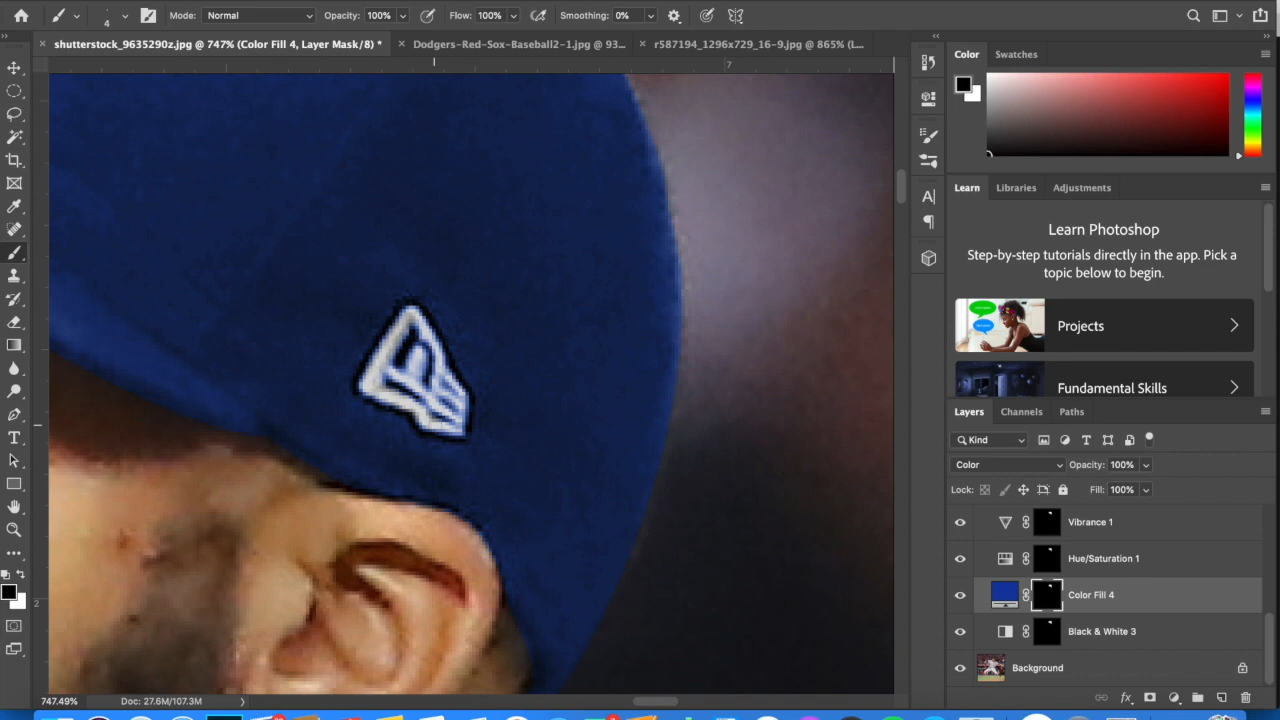 4
Mode: Normal Opacity: 100% Flow: 100% Smoothing: 0%
shutterstock_9635290z.jpg @ 747% (Color Fill 4, Layer Mask/8) *
Dodgers-Red-Sox-Baseball2-1.jpg @ 93...
r587194_1296x729_16-9.jpg @ 865% (L...
7
2
Color Swatches
Learn Libraries Adjustments
Learn Photoshop
Step-by-step tutorials directly in the app. Pick a
topic below to begin.
Projects
Fundamental Skills
Layers Channels Paths
Kind
Color Opacity: 100%
Lock: Fill: 100%
Vibrance 1
Hue/Saturation 1
Color Fill 4
Black & White 3
Background
747.49% Doc: 27.6M/107.3M